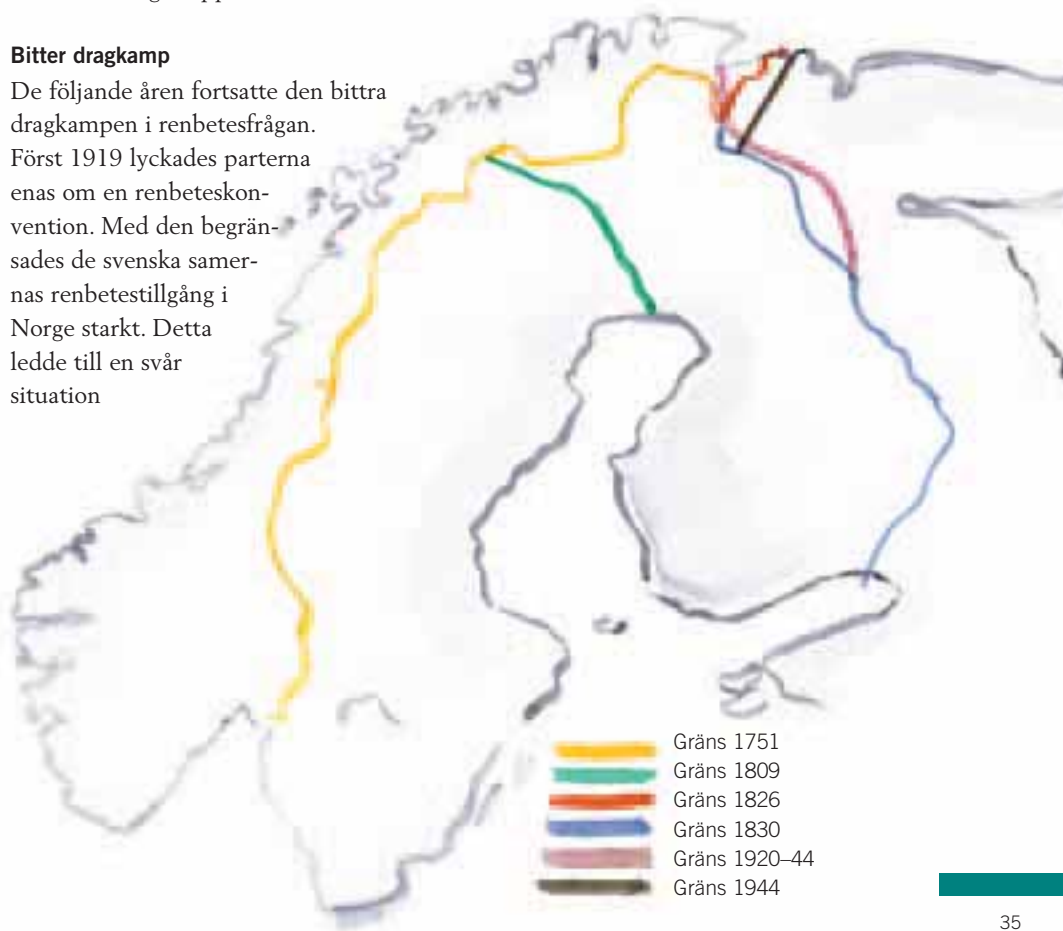 Bitter dragkamp
De följande åren fortsatte den bittra
dragkampen i renbetesfrågan.
Först 1919 lyckades parterna
enas om en renbeteskon-
vention. Med den begrän-
sades de svenska samer-
nas renbetestillgång i
Norge starkt. Detta
ledde till en svår
situation
Gräns 1751
Gräns 1809
Gräns 1826
Gräns 1830
Gräns 1920–44
Gräns 1944
35